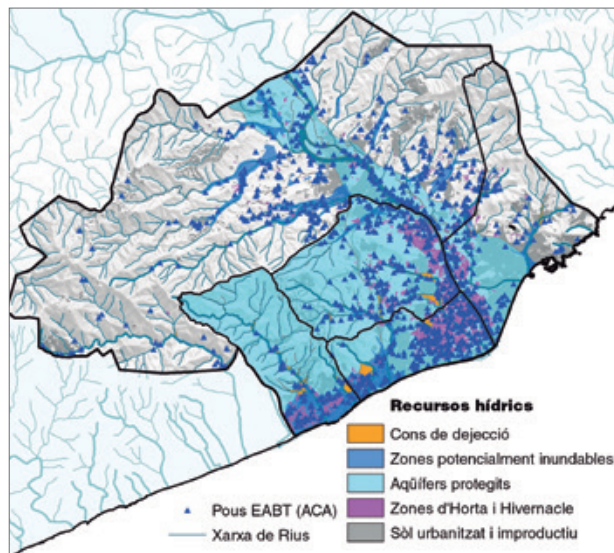 Recursos hídrics
Cons de dejecció
Zones potencialment inundables
Aqüífers protegits
Zones d'Horta i Hivernacle
Sòl urbanitzat i improductiu
Pous EABT (ACA)
Xarxa de Rius